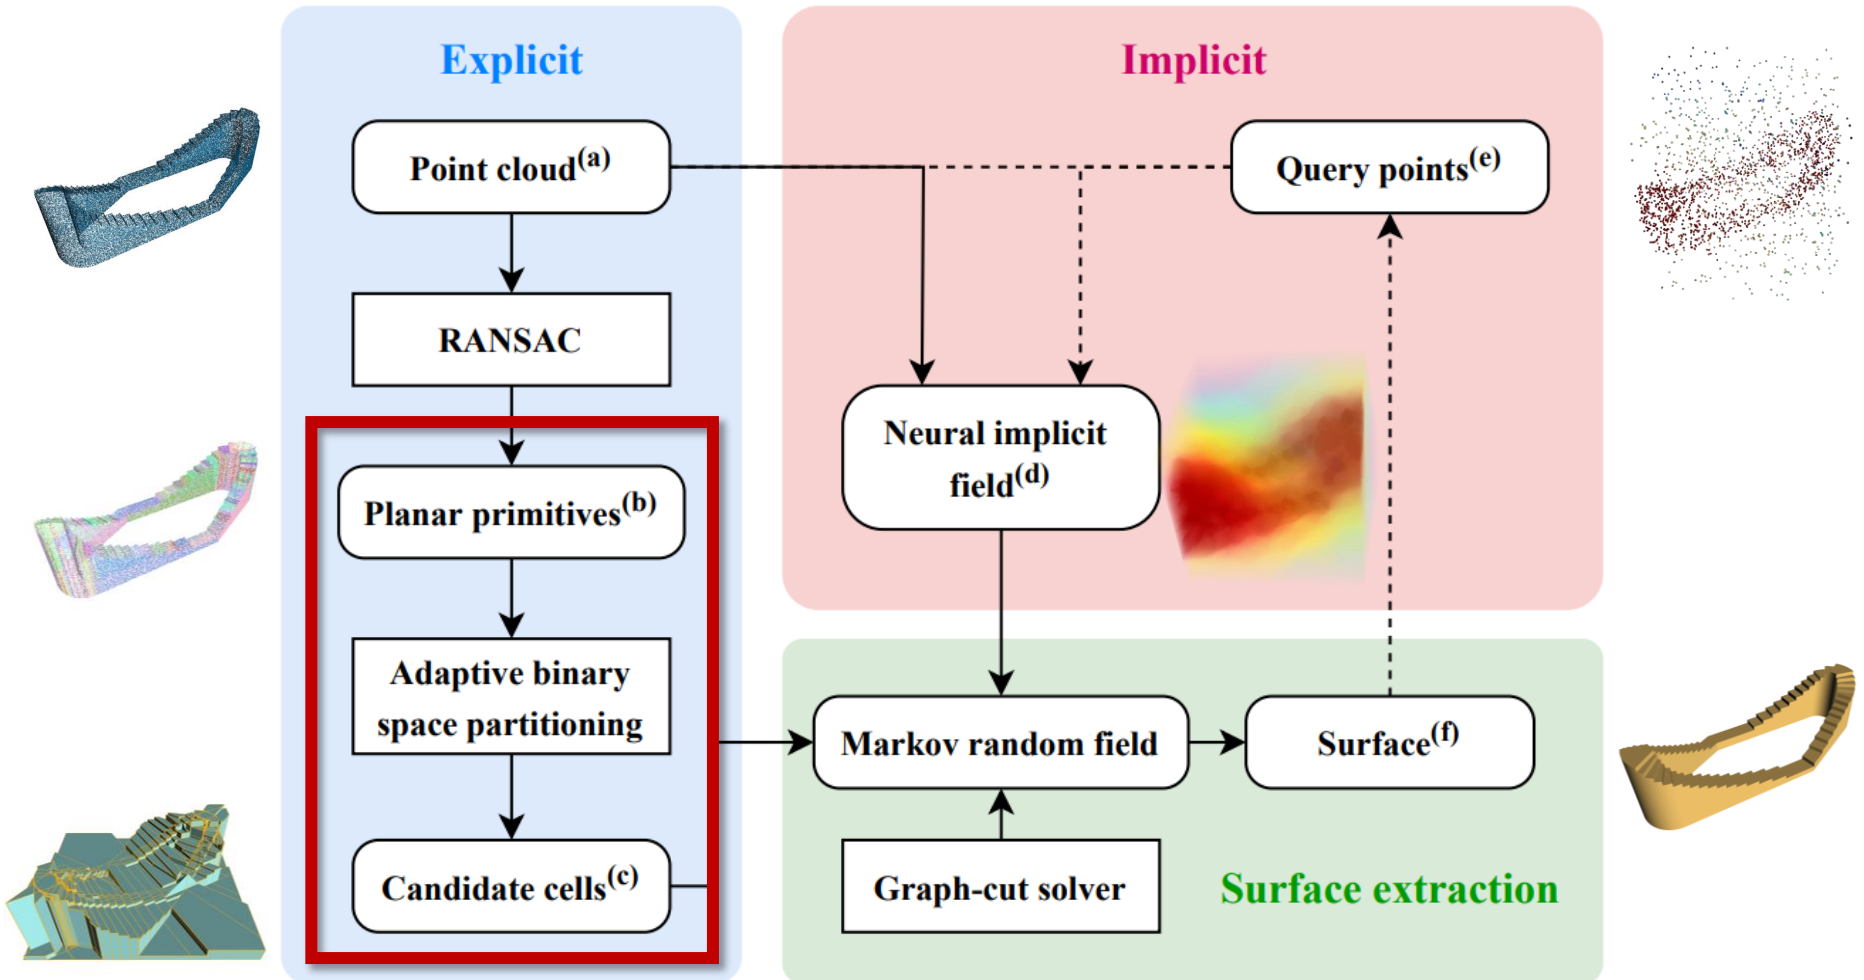 Explicit
Implicit
Point cloud(a)
Query points(e)
RANSAC
Neural implicit
field(d)
Planar primitives(b)
Adaptive binary
space partitioning
Markov random field
Surface(f)
Candidate cells(c)
Graph-cut solver
Surface extraction